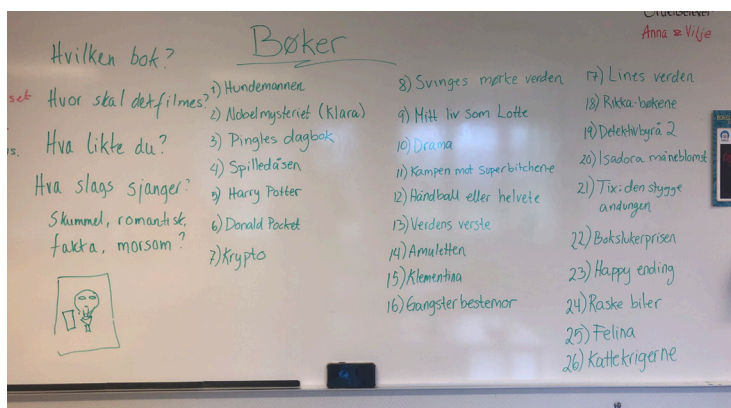 Bøker
Anna & Vilje
set
Hvilken bok?
Hvor skal det filmes?
Hva likte du?
Hva slags sjanger?
Skummel, romantisk,
fakta, morsom?
1) Hundemannen
2) Nobelmysteriet (Klara)
3) Pingles dagbok
4) Spilledåsen
5) Harry Potter
6) Donald Pocket
7) Krypto
8) Svinges mørke verden
9) Mitt liv som Lotte
10) Drama
11) Kampen mot superbitchene
12) Håndball eller helvete
13) Verdens verste
14) Amuletten
15) Klementina
16) Gangster bestemor
17) Lines verden
18) Rikka-bøkene
19) Detektivbyrå 2
20) Isadora måneblomst
21) Tix: den stygge
andungen
22) Bokslukerprisen
23) Happy ending
24) Raske biler
25) Felina
26) Kattekrigerne